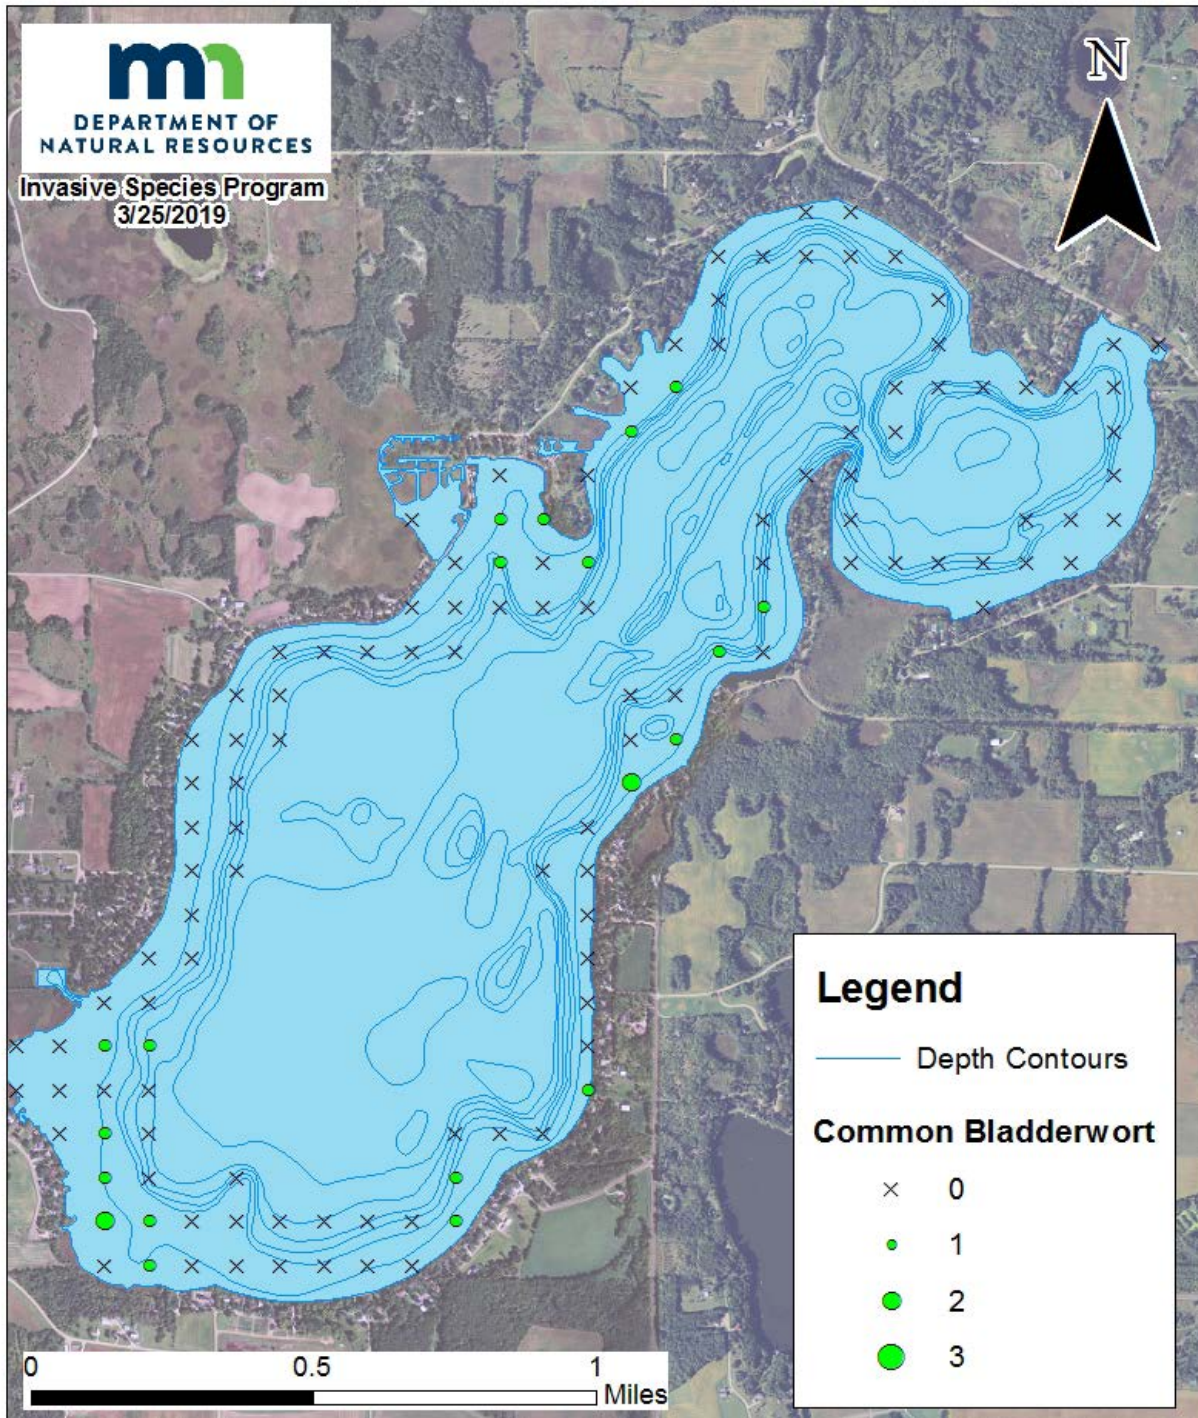 mn
DEPARTMENT OF
NATURAL RESOURCES
Invasive Species Program
3/25/2019
N
Legend
Depth Contours
Common Bladderwort
0
1
2
3
0 0.5 1
Miles